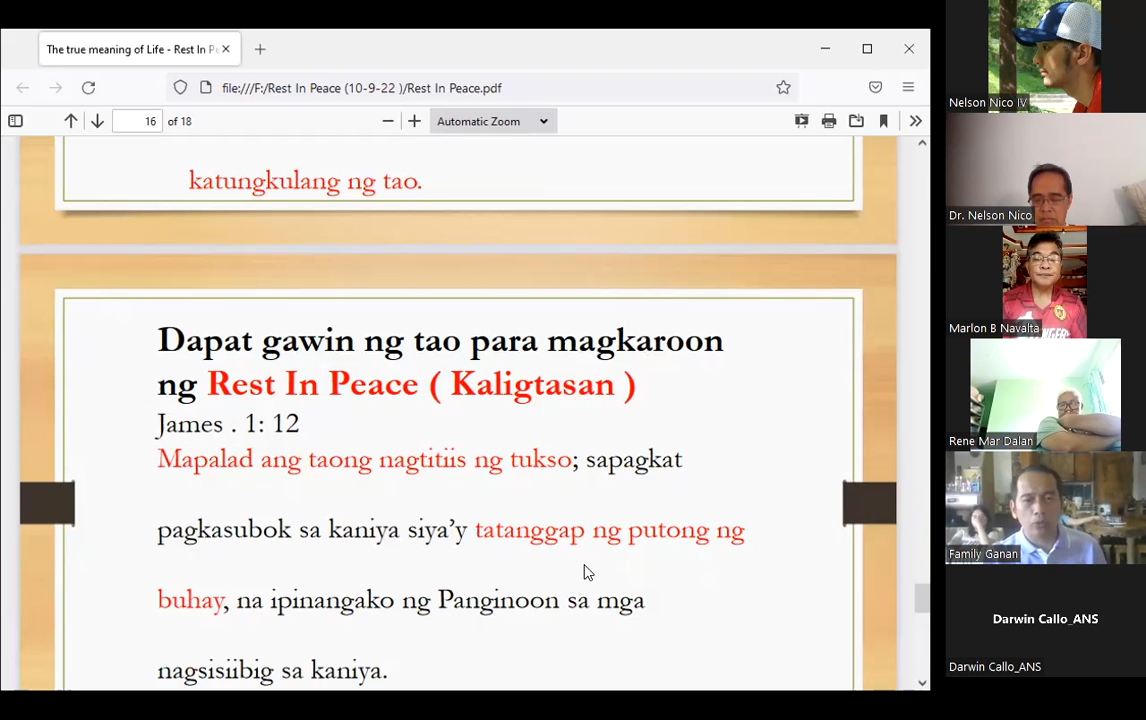 The true meaning of Life - Rest In P
file:///F:/Rest In Peace (10-9-22 )/Rest In Peace.pdf
16 of 18
Automatic Zoom
katungkulang ng tao.
Dapat gawin ng tao para magkaroon
ng Rest In Peace ( Kaligtasan )
James . 1: 12
Mapalad ang taong nagtitiis ng tukso; sapagkat
pagkasubok sa kaniya siya’y tatanggap ng putong ng
buhay, na ipinangako ng Panginoon sa mga
nagsisiibig sa kaniya.
Nelson Nico IV
Dr. Nelson Nico
Marlon B Navalta
Rene Mar Dalan
Family Ganan
Darwin Callo_ANS
Darwin Callo_ANS